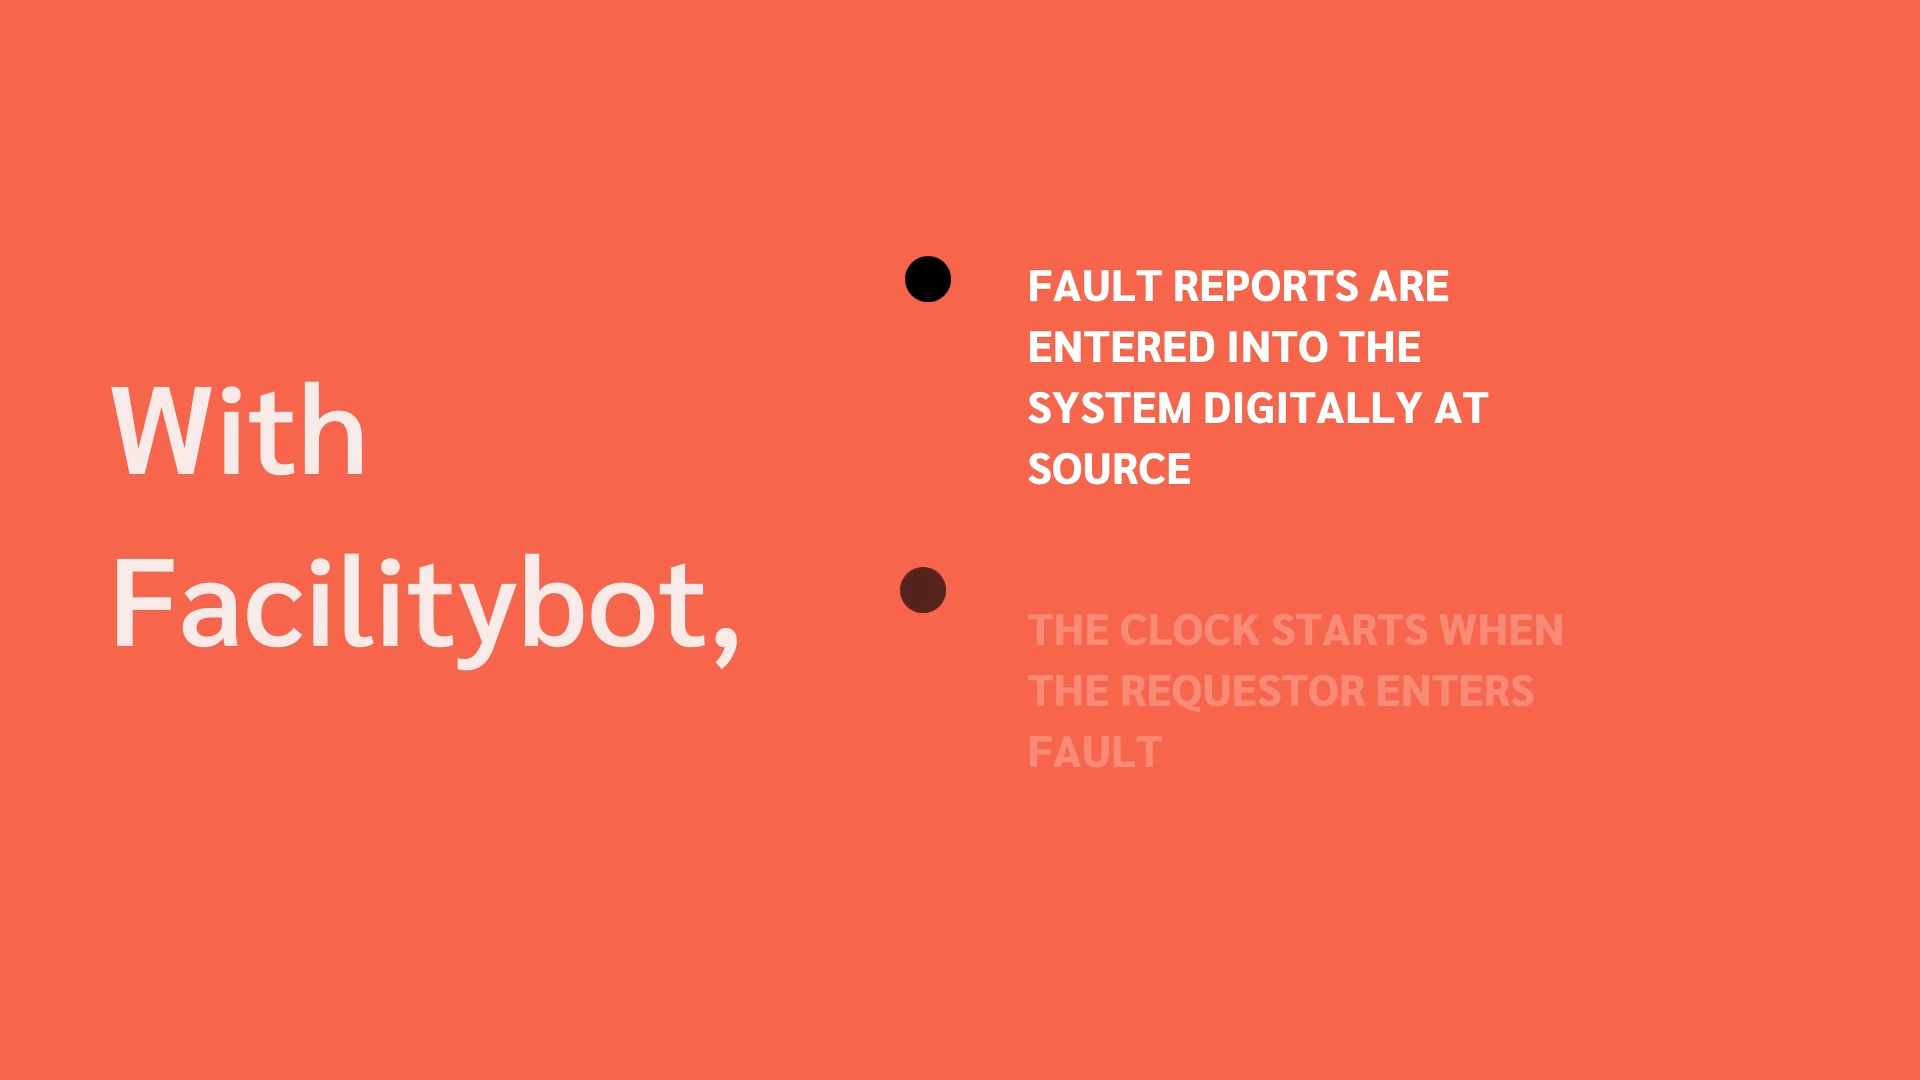 With
Facilitybot,
FAULT REPORTS ARE
ENTERED INTO THE
SYSTEM DIGITALLY AT
SOURCE
THE CLOCK STARTS WHEN
THE REQUESTOR ENTERS
FAULT